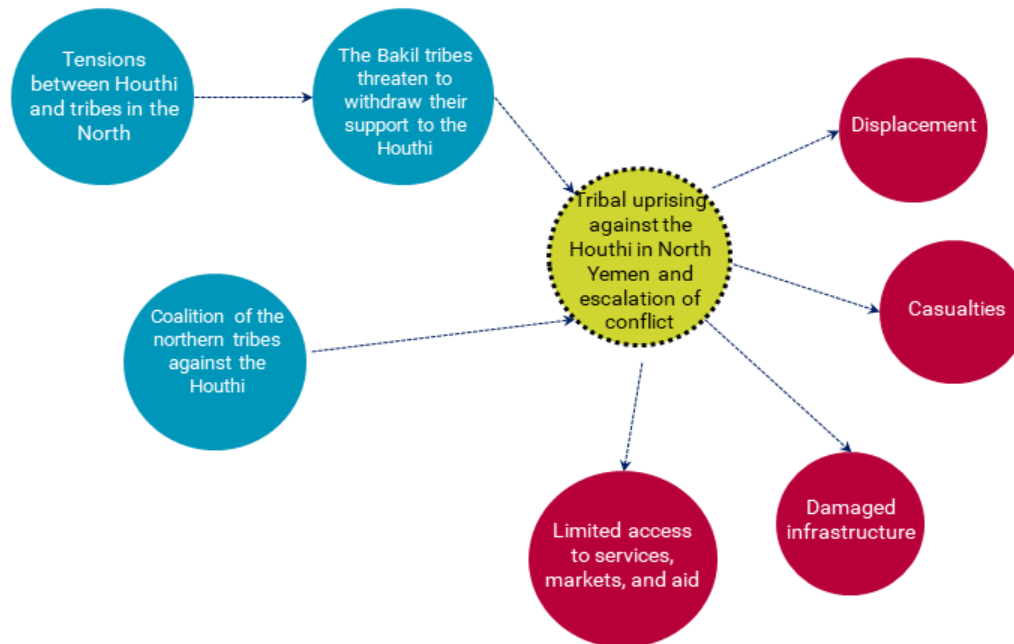 Tensions
between Houthi
and tribes in the
North
The Bakil tribes
threaten to
withdraw their
support to the
Houthi
Displacement
Tribal uprising
against the
Houthi in North
Yemen and
escalation of
conflict
Casualties
Coalition of the
northern tribes
against the
Houthi
Limited access
to services,
markets, and aid
Damaged
infrastructure